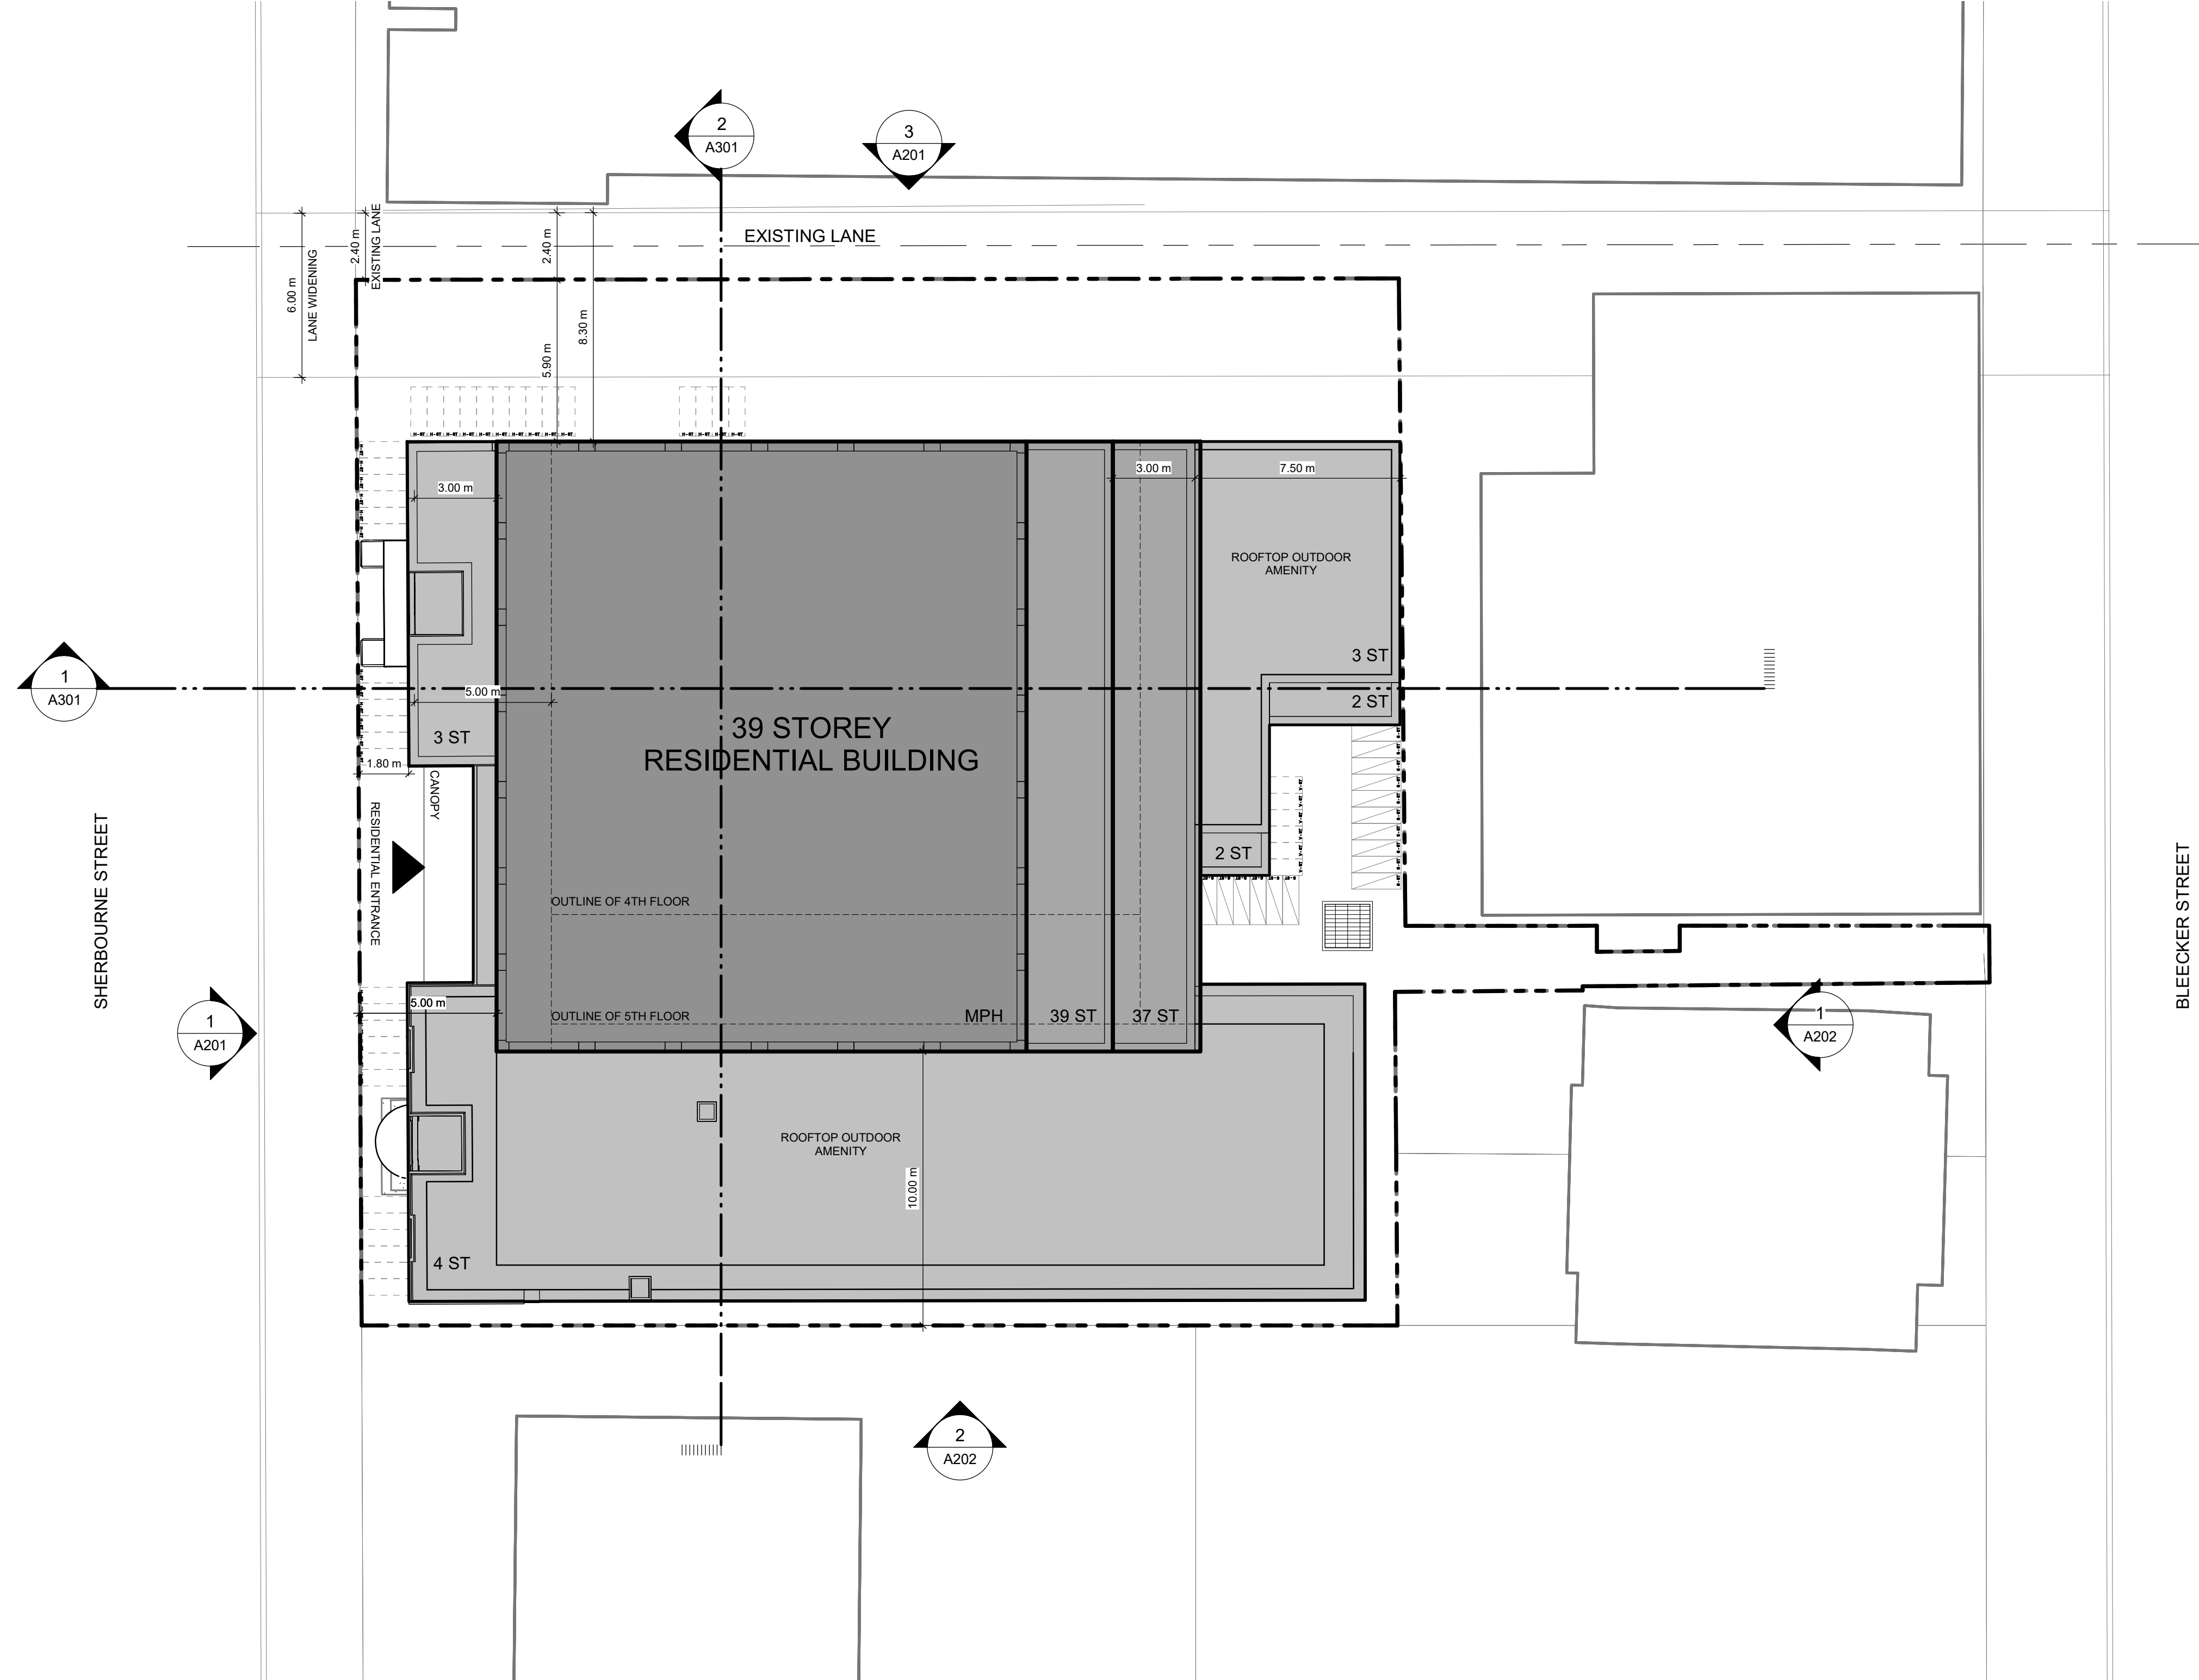 2
A301
3
A201
EXISTING LANE
2.40 m
EXISTING LANE
6.00 m
LANE WIDENING
2.40 m
8.30 m
5.90 m
3.00 m
3.00 m
7.50 m
ROOFTOP OUTDOOR
AMENITY
3 ST
2 ST
1
A301
5.00 m
39 STOREY
RESIDENTIAL BUILDING
3 ST
1.80 m
CANOPY
RESIDENTIAL ENTRANCE
SHERBOURNE STREET
BLEECKER STREET
2 ST
OUTLINE OF 4TH FLOOR
5.00 m
OUTLINE OF 5TH FLOOR
MPH
39 ST
37 ST
1
A201
1
A202
ROOFTOP OUTDOOR
AMENITY
10.00 m
4 ST
2
A202